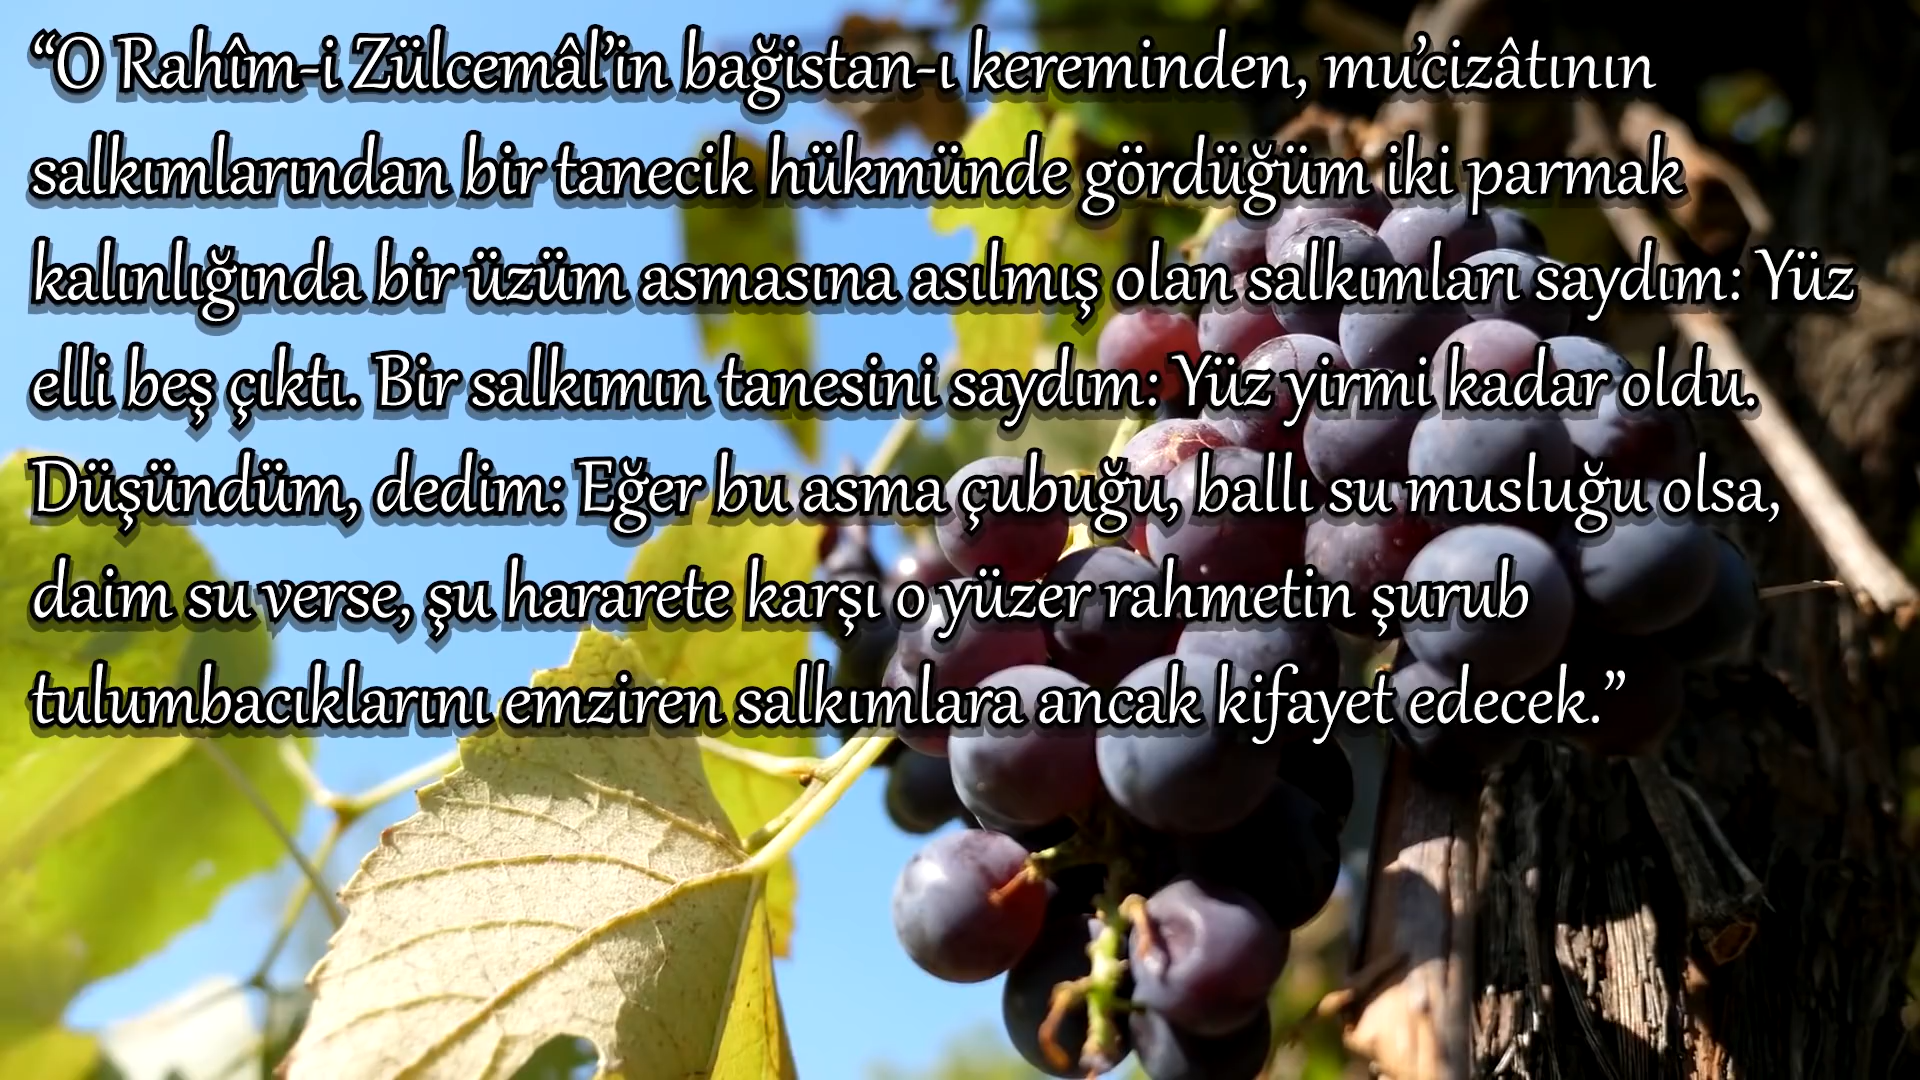 “O Rahîm-i Zülcemâl’in bağistan-ı kereminden, mu’cizâtının
salkımlarından bir tanecik hükmünde gördüğüm iki parmak
kalınlığında bir üzüm asmasına asılmış olan salkımları saydım: Yüz
elli beş çıktı. Bir salkımın tanesini saydım: Yüz yirmi kadar oldu.
Düşündüm, dedim: Eğer bu asma çubuğu, ballı su musluğu olsa,
daim su verse, şu hararete karşı o yüzer rahmetin şurub
tulumbacıklarını emziren salkımlara ancak kifayet edecek.”